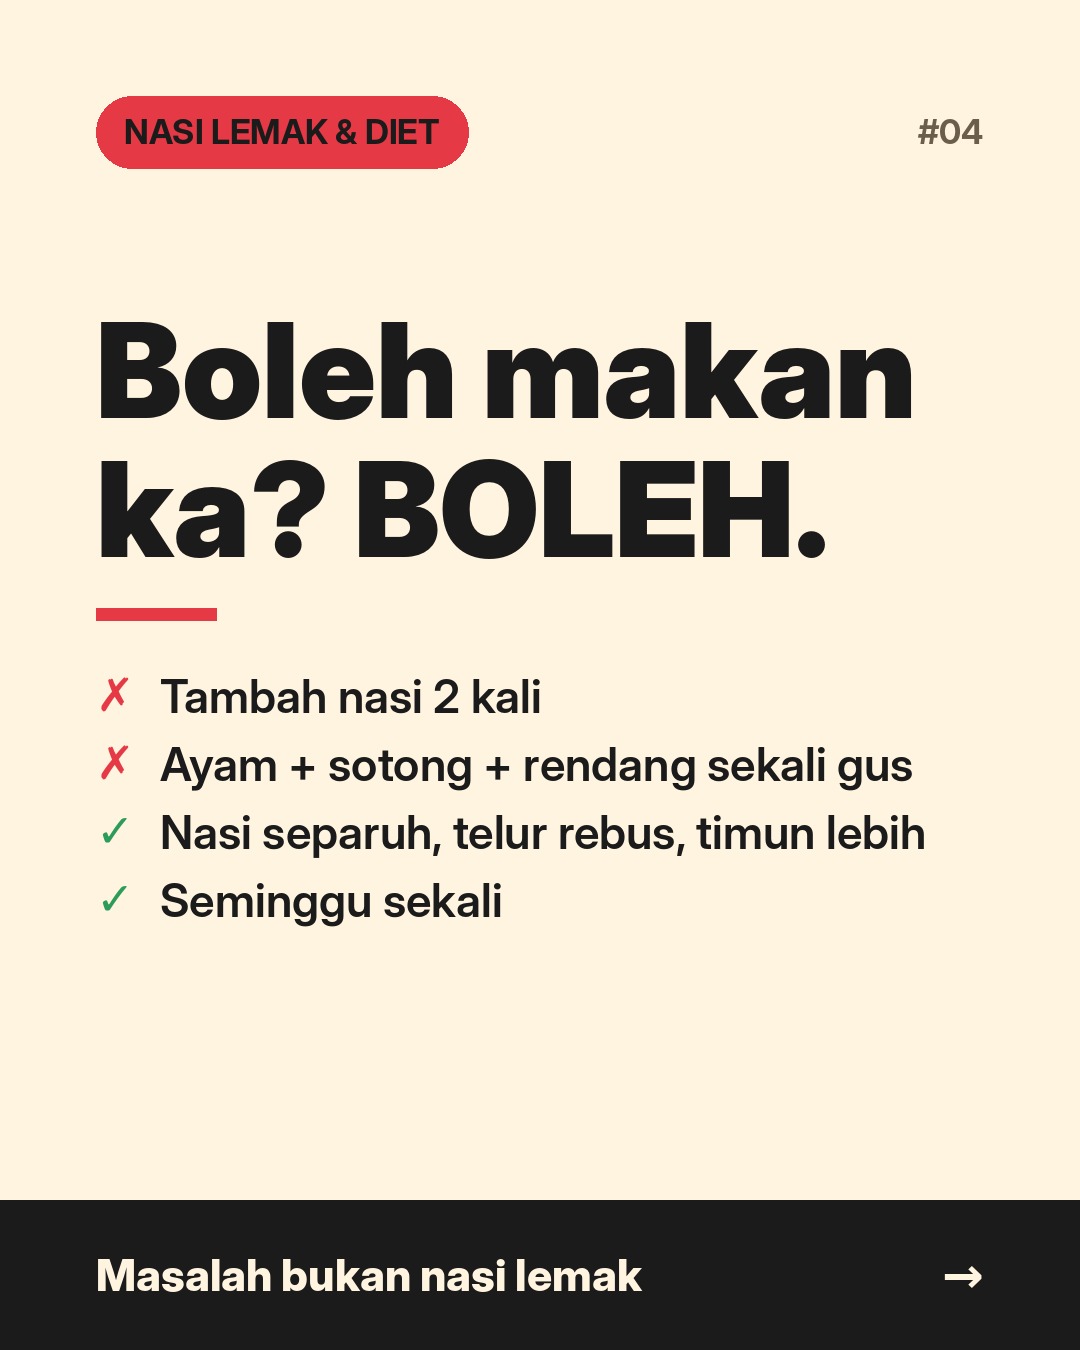 NASI LEMAK & DIET
#04
Boleh makan
ka? BOLEH.
✗ Tambah nasi 2 kali
✗ Ayam + sotong + rendang sekali gus
✓ Nasi separuh, telur rebus, timun lebih
✓ Seminggu sekali
Masalah bukan nasi lemak →